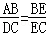 AB/DC = BE/EC